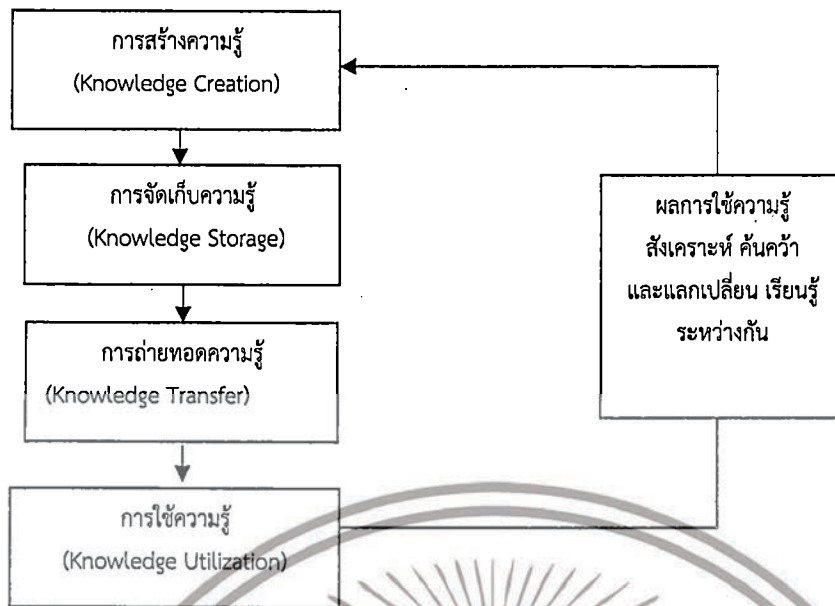 การสร้างความรู้
(Knowledge Creation)
การจัดเก็บความรู้
(Knowledge Storage)
การถ่ายทอดความรู้
(Knowledge Transfer)
การใช้ความรู้
(Knowledge Utilization)
ผลการใช้ความรู้
สังเคราะห์ ค้นคว้า
และแลกเปลี่ยน เรียนรู้
ระหว่างกัน